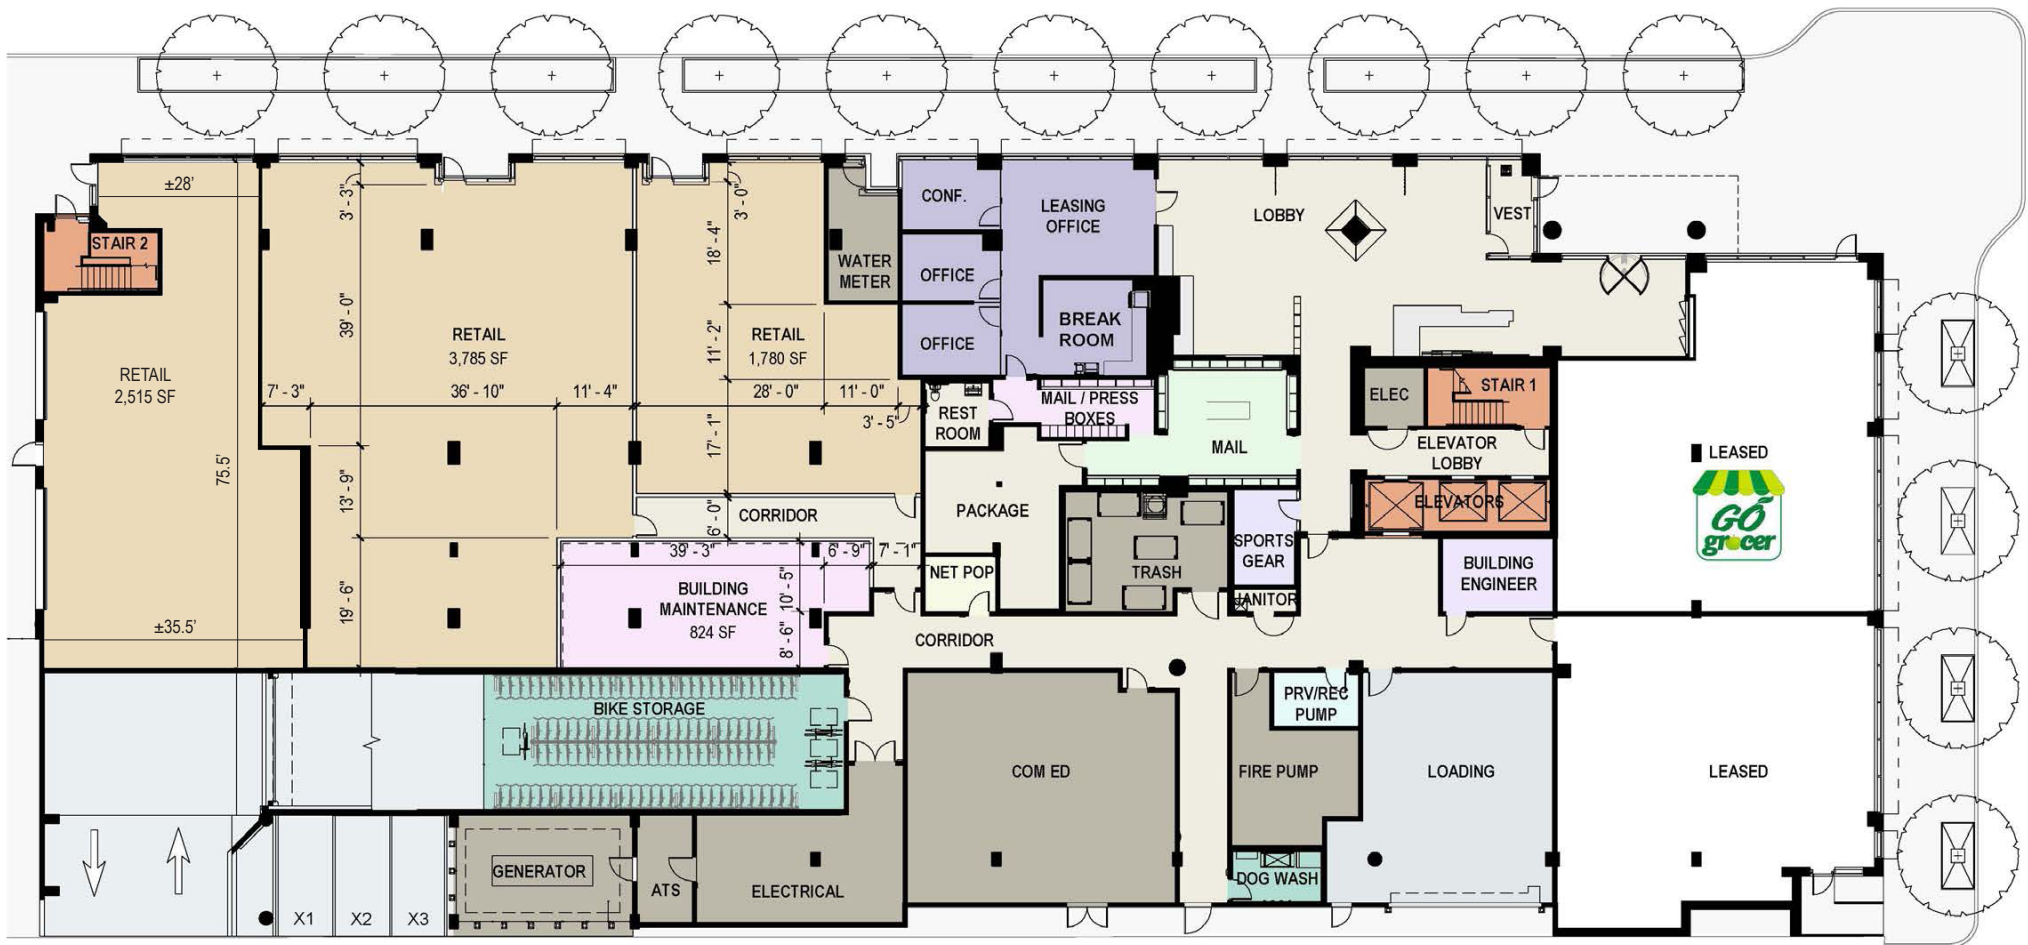 ±28'
3' - 3"
3' - 0"
CONF.
LEASING
OFFICE
LOBBY
VEST
STAIR 2
18' - 4"
WATER
METER
OFFICE
39' - 0"
RETAIL
3,785 SF
11' - 2"
RETAIL
1,780 SF
OFFICE
BREAK
ROOM
RETAIL
2,515 SF
7' - 3"
36' - 10"
11' - 4"
28' - 0"
11' - 0"
3' - 5"
REST
ROOM
MAIL / PRESS
BOXES
MAIL
ELEC
STAIR 1
ELEVATOR
LOBBY
LEASED
75.5'
13' - 9"
17' - 1"
6' - 0"
CORRIDOR
PACKAGE
ELEVATORS
GO
grocer
39' - 3"
6' - 9"
7' - 1"
NET POP
TRASH
SPORTS
GEAR
BUILDING
ENGINEER
BUILDING
MAINTENANCE
824 SF
10' - 5"
8' - 6"
19' - 6"
JANITOR
±35.5'
CORRIDOR
BIKE STORAGE
PRV/REC
PUMP
COM ED
FIRE PUMP
LOADING
LEASED
GENERATOR
ATS
ELECTRICAL
DOG WASH
X1
X2
X3